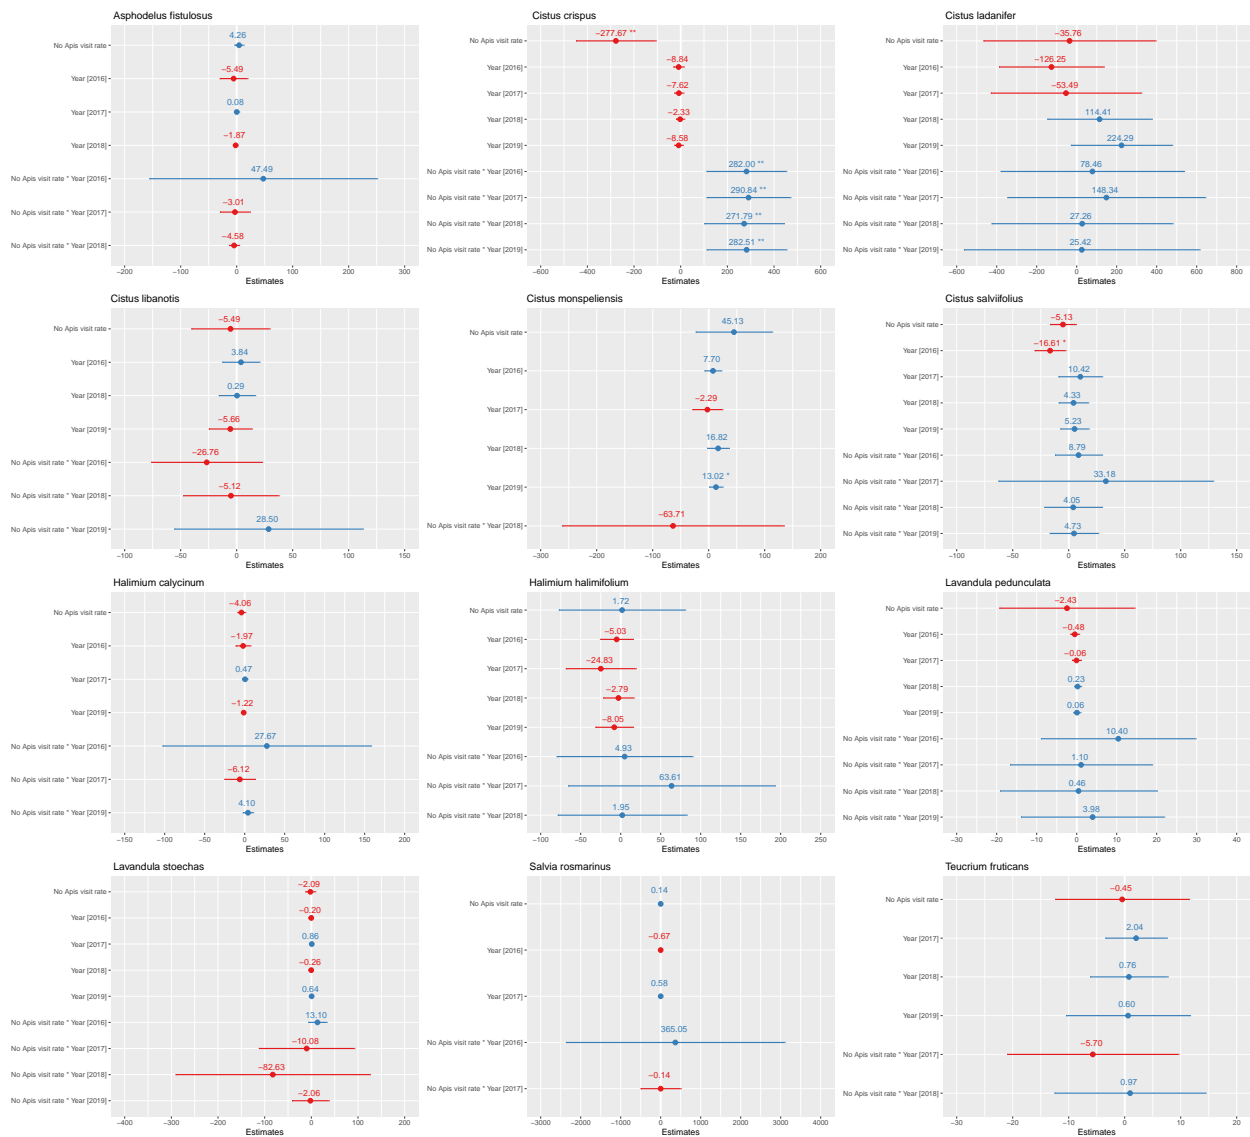 Asphodelus fistulosus
No Apis visit rate
4.26
Year [2016]
−5.49
Year [2017]
0.08
Year [2018]
−1.87
No Apis visit rate * Year [2016]
47.49
No Apis visit rate * Year [2017]
−3.01
No Apis visit rate * Year [2018]
−4.58
−200 −100 0 100 200 300
Estimates
Cistus crispus
No Apis visit rate
−277.67 **
Year [2016]
−8.84
Year [2017]
−7.62
Year [2018]
−2.33
Year [2019]
−8.58
No Apis visit rate * Year [2016]
282.00 **
No Apis visit rate * Year [2017]
290.84 **
No Apis visit rate * Year [2018]
271.79 **
No Apis visit rate * Year [2019]
282.51 **
−600 −400 −200 0 200 400 600
Estimates
Cistus ladanifer
No Apis visit rate
−35.76
Year [2016]
−126.25
Year [2017]
−53.49
Year [2018]
114.41
Year [2019]
224.29
No Apis visit rate * Year [2016]
78.46
No Apis visit rate * Year [2017]
148.34
No Apis visit rate * Year [2018]
27.26
No Apis visit rate * Year [2019]
25.42
−600 −400 −200 0 200 400 600 800
Estimates
Cistus libanotis
No Apis visit rate
−5.49
Year [2016]
3.84
Year [2018]
0.29
Year [2019]
−5.66
No Apis visit rate * Year [2016]
−26.76
No Apis visit rate * Year [2018]
−5.12
No Apis visit rate * Year [2019]
28.50
−100 −50 0 50 100 150
Estimates
Cistus monspeliensis
No Apis visit rate
45.13
Year [2016]
7.70
Year [2017]
−2.29
Year [2018]
16.82
Year [2019]
13.02 *
No Apis visit rate * Year [2018]
−63.71
−300 −200 −100 0 100 200
Estimates
Cistus salviifolius
No Apis visit rate
−5.13
Year [2016]
−16.61 *
Year [2017]
10.42
Year [2018]
4.33
Year [2019]
5.23
No Apis visit rate * Year [2016]
8.79
No Apis visit rate * Year [2017]
33.18
No Apis visit rate * Year [2018]
4.05
No Apis visit rate * Year [2019]
4.73
−100 −50 0 50 100 150
Estimates
Halimium calycinum
No Apis visit rate
−4.06
Year [2016]
−1.97
Year [2017]
0.47
Year [2019]
−1.22
No Apis visit rate * Year [2016]
27.67
No Apis visit rate * Year [2017]
−6.12
No Apis visit rate * Year [2019]
4.10
−150 −100 −50 0 50 100 150 200
Estimates
Halimium halimifolium
No Apis visit rate
1.72
Year [2016]
−5.03
Year [2017]
−24.83
Year [2018]
−2.79
Year [2019]
−8.05
No Apis visit rate * Year [2016]
4.93
No Apis visit rate * Year [2017]
63.61
No Apis visit rate * Year [2018]
1.95
−100 −50 0 50 100 150 200 250
Estimates
Lavandula pedunculata
No Apis visit rate
−2.43
Year [2016]
−0.48
Year [2017]
−0.06
Year [2018]
0.23
Year [2019]
0.06
No Apis visit rate * Year [2016]
10.40
No Apis visit rate * Year [2017]
1.10
No Apis visit rate * Year [2018]
0.46
No Apis visit rate * Year [2019]
3.98
−30 −20 −10 0 10 20 30 40
Estimates
Lavandula stoechas
No Apis visit rate
−2.09
Year [2016]
−0.20
Year [2017]
0.86
Year [2018]
−0.26
Year [2019]
0.64
No Apis visit rate * Year [2016]
13.10
No Apis visit rate * Year [2017]
−10.08
No Apis visit rate * Year [2018]
−82.63
No Apis visit rate * Year [2019]
−2.06
−400 −300 −200 −100 0 100 200
Estimates
Salvia rosmarinus
No Apis visit rate
0.14
Year [2016]
−0.67
Year [2017]
0.58
No Apis visit rate * Year [2016]
365.05
No Apis visit rate * Year [2017]
−0.14
−3000 −2000 −1000 0 1000 2000 3000 4000
Estimates
Teucrium fruticans
No Apis visit rate
−0.45
Year [2017]
2.04
Year [2018]
0.76
Year [2019]
0.60
No Apis visit rate * Year [2017]
−5.70
No Apis visit rate * Year [2018]
0.97
−30 −20 −10 0 10 20
Estimates